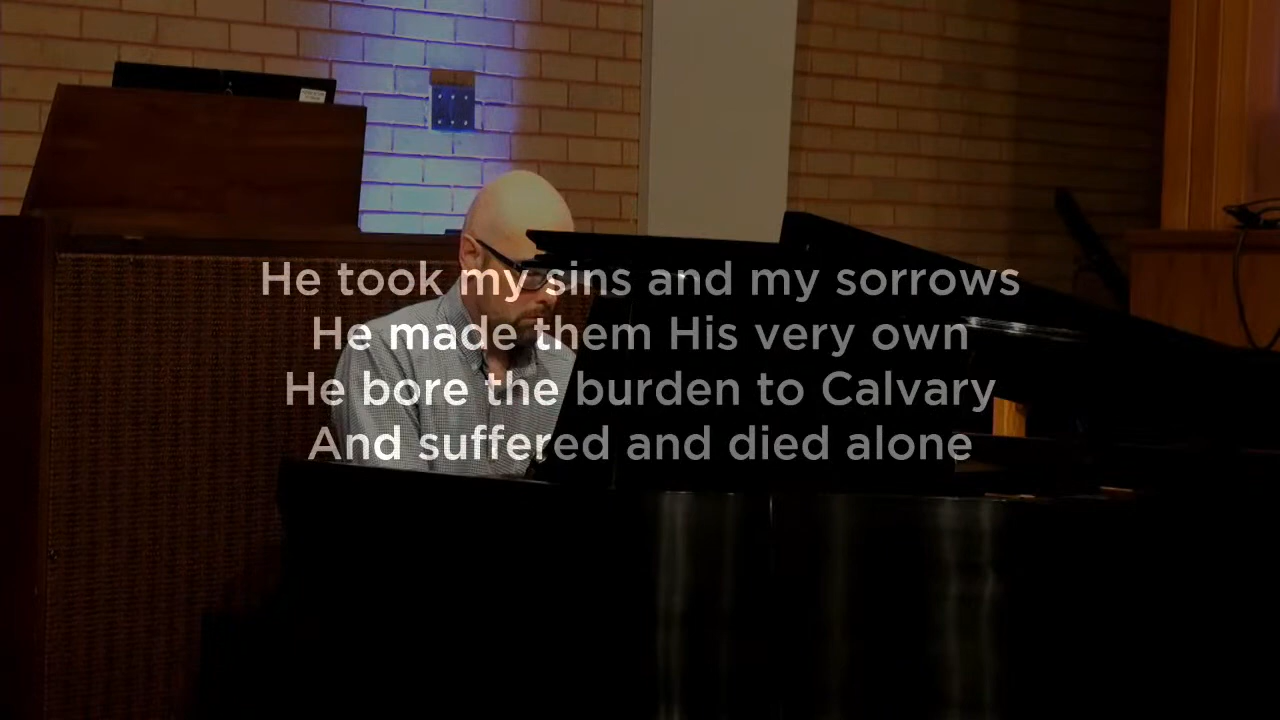 He took my sins and my sorrows
He made them His very own
He bore the burden to Calvary
And suffered and died alone